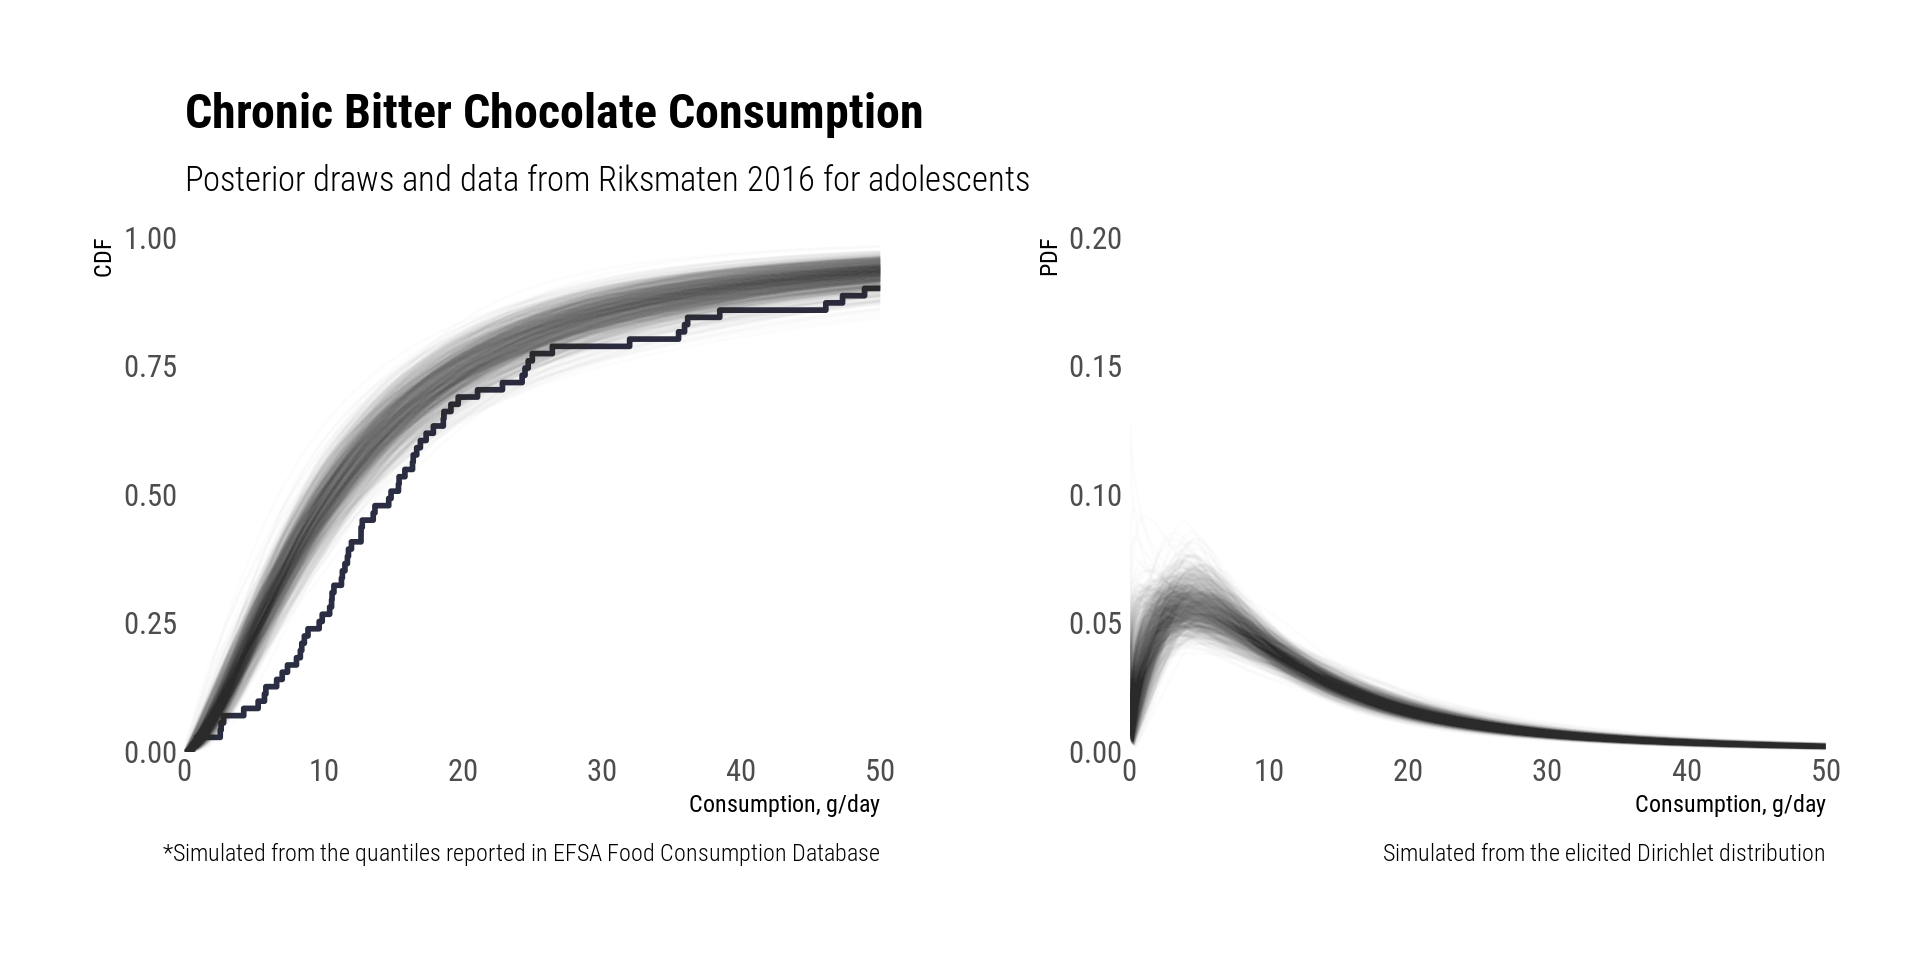 Chronic Bitter Chocolate Consumption
Posterior draws and data from Riksmaten 2016 for adolescents
CDF
1.00
0.75
0.50
0.25
0.00
0 10 20 30 40 50
Consumption, g/day
*Simulated from the quantiles reported in EFSA Food Consumption Database
PDF
0.20
0.15
0.10
0.05
0.00
0 10 20 30 40 50
Consumption, g/day
Simulated from the elicited Dirichlet distribution